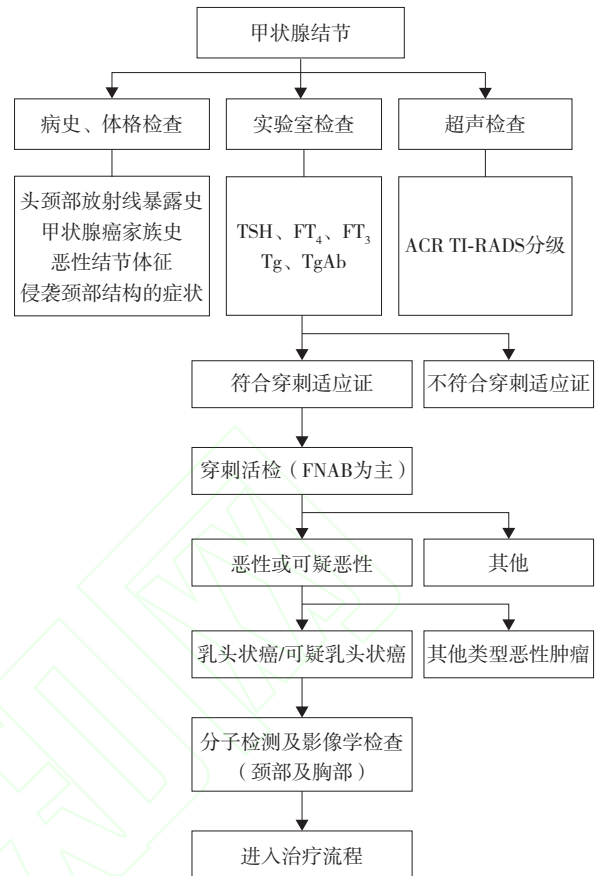 甲状腺结节
病史、体格检查
实验室检查
超声检查
头颈部放射线暴露史
甲状腺癌家族史
恶性结节体征
侵袭颈部结构的症状
TSH、FT₄、FT₃
Tg、TgAb
ACR TI-RADS分级
符合穿刺适应证
不符合穿刺适应证
穿刺活检（FNAB为主）
恶性或可疑恶性
其他
乳头状癌/可疑乳头状癌
其他类型恶性肿瘤
分子检测及影像学检查
（颈部及胸部）
进入治疗流程